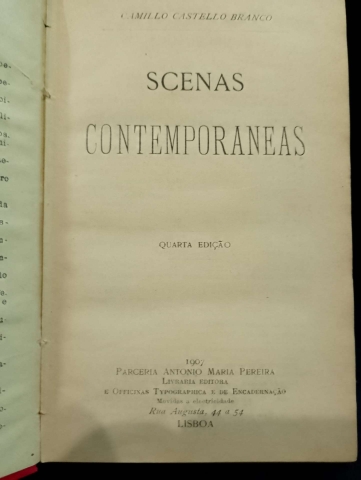 CAMILLO CASTELLO BRANCO
SCENAS
CONTEMPORANEAS
QUARTA EDIÇÃO
1907
PARCERIA ANTONIO MARIA PEREIRA
LIVRARIA EDITORA
E OFFICINAS TYPOGRAPHICA E DE ENCADERNAÇÃO
Movidas a electricidade
Rua Augusta, 44 a 54
LISBOA